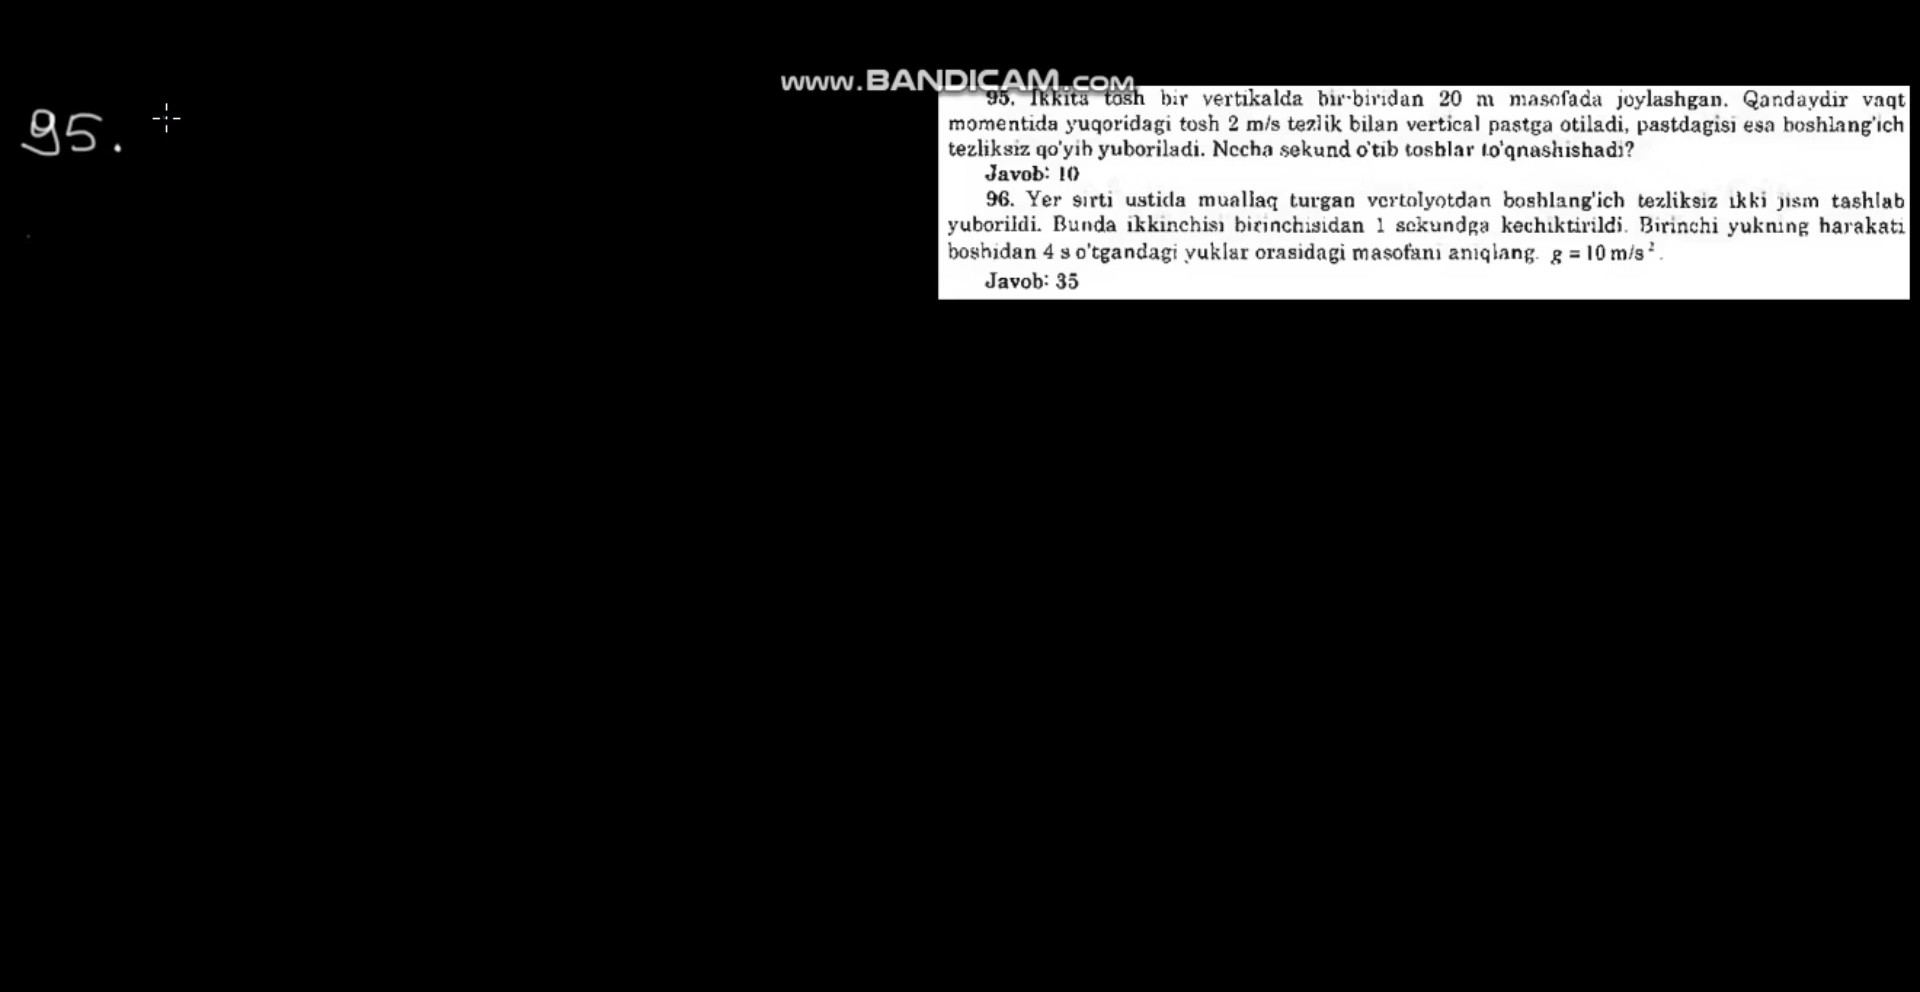 www.BANDICAM.COM
95.
95. Ikkita tosh bir vertikalda bir-biridan 20 m masofada joylashgan. Qandaydir vaqt
momentida yuqoridagi tosh 2 m/s tezlik bilan vertical pastga otiladi, pastdagisi esa boshlang'ich
tezliksiz qo'yib yuboriladi. Necha sekund o'tib toshlar to'qnashishadi?
Javob: 10
96. Yer sirti ustida muallaq turgan vertolyotdan boshlang'ich tezliksiz ikki jism tashlab
yuborildi. Bunda ikkinchisi birinchisidan 1 sekundga kechiktirildi. Birinchi yukning harakati
boshidan 4 s o'tgandagi yuklar orasidagi masofani aniqlang. g = 10 m/s².
Javob: 35